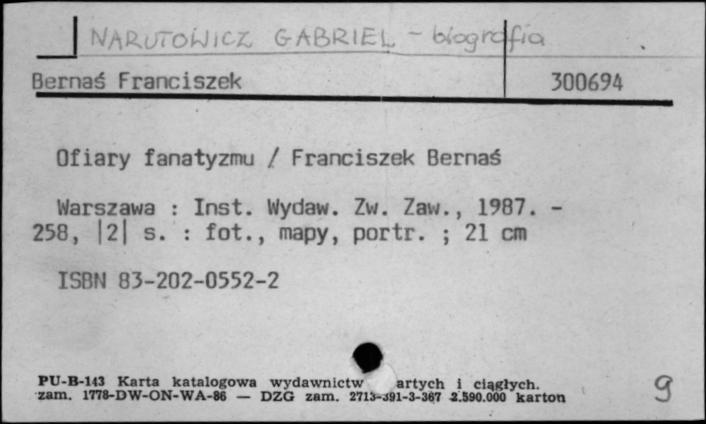 NARUTOWICZ GABRIEL - biografia
Bernaś Franciszek 300694
Ofiary fanatyzmu / Franciszek Bernaś
Warszawa : Inst. Wydaw. Zw. Zaw., 1987. -
258, |2| s. : fot., mapy, portr. ; 21 cm
ISBN 83-202-0552-2
PU-B-143 Karta katalogowa wydawnictw artych i ciągłych.
zam. 1778-DW-ON-WA-86 — DZG zam. 2713-391-3-367 2.590.000 karton
9